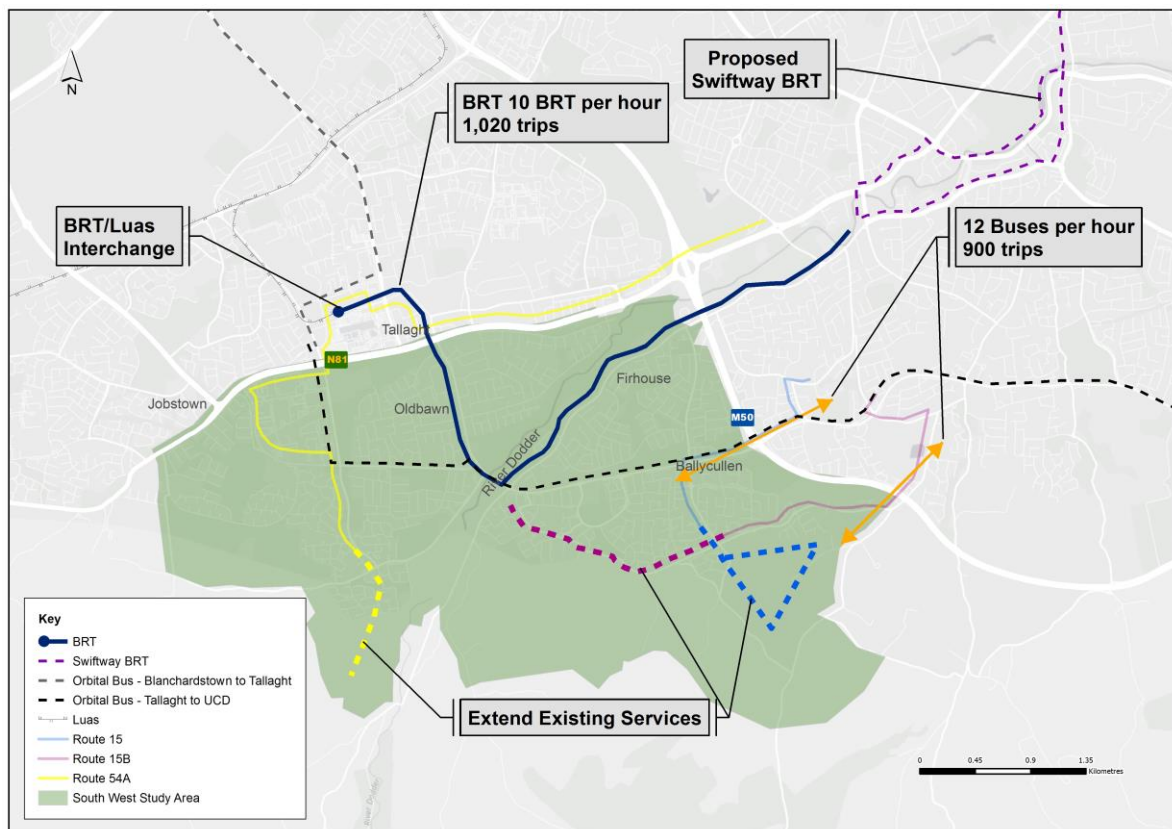 N
Proposed
Swiftway BRT
BRT 10 BRT per hour
1,020 trips
BRT/Luas
Interchange
12 Buses per hour
900 trips
Tallaght
N81
Jobstown
Oldbawn
Firhouse
River Dodder
M50
Ballycullen
Extend Existing Services
River Dodder
Key
BRT
Swiftway BRT
Orbital Bus - Blanchardstown to Tallaght
Orbital Bus - Tallaght to UCD
Luas
Route 15
Route 15B
Route 54A
South West Study Area
0 0.45 0.9 1.35
Kilometres